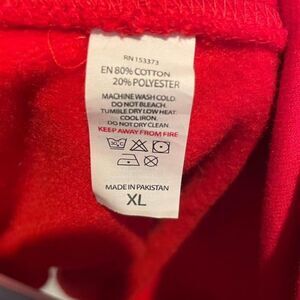 RN 153373
EN 80% COTTON
20% POLYESTER
MACHINE WASH COLD
DO NOT BLEACH
TUMBLE DRY LOW HEAT
COOL IRON
DO NOT DRY CLEAN
KEEP AWAY FROM FIRE
30°C
MADE IN PAKISTAN
XL